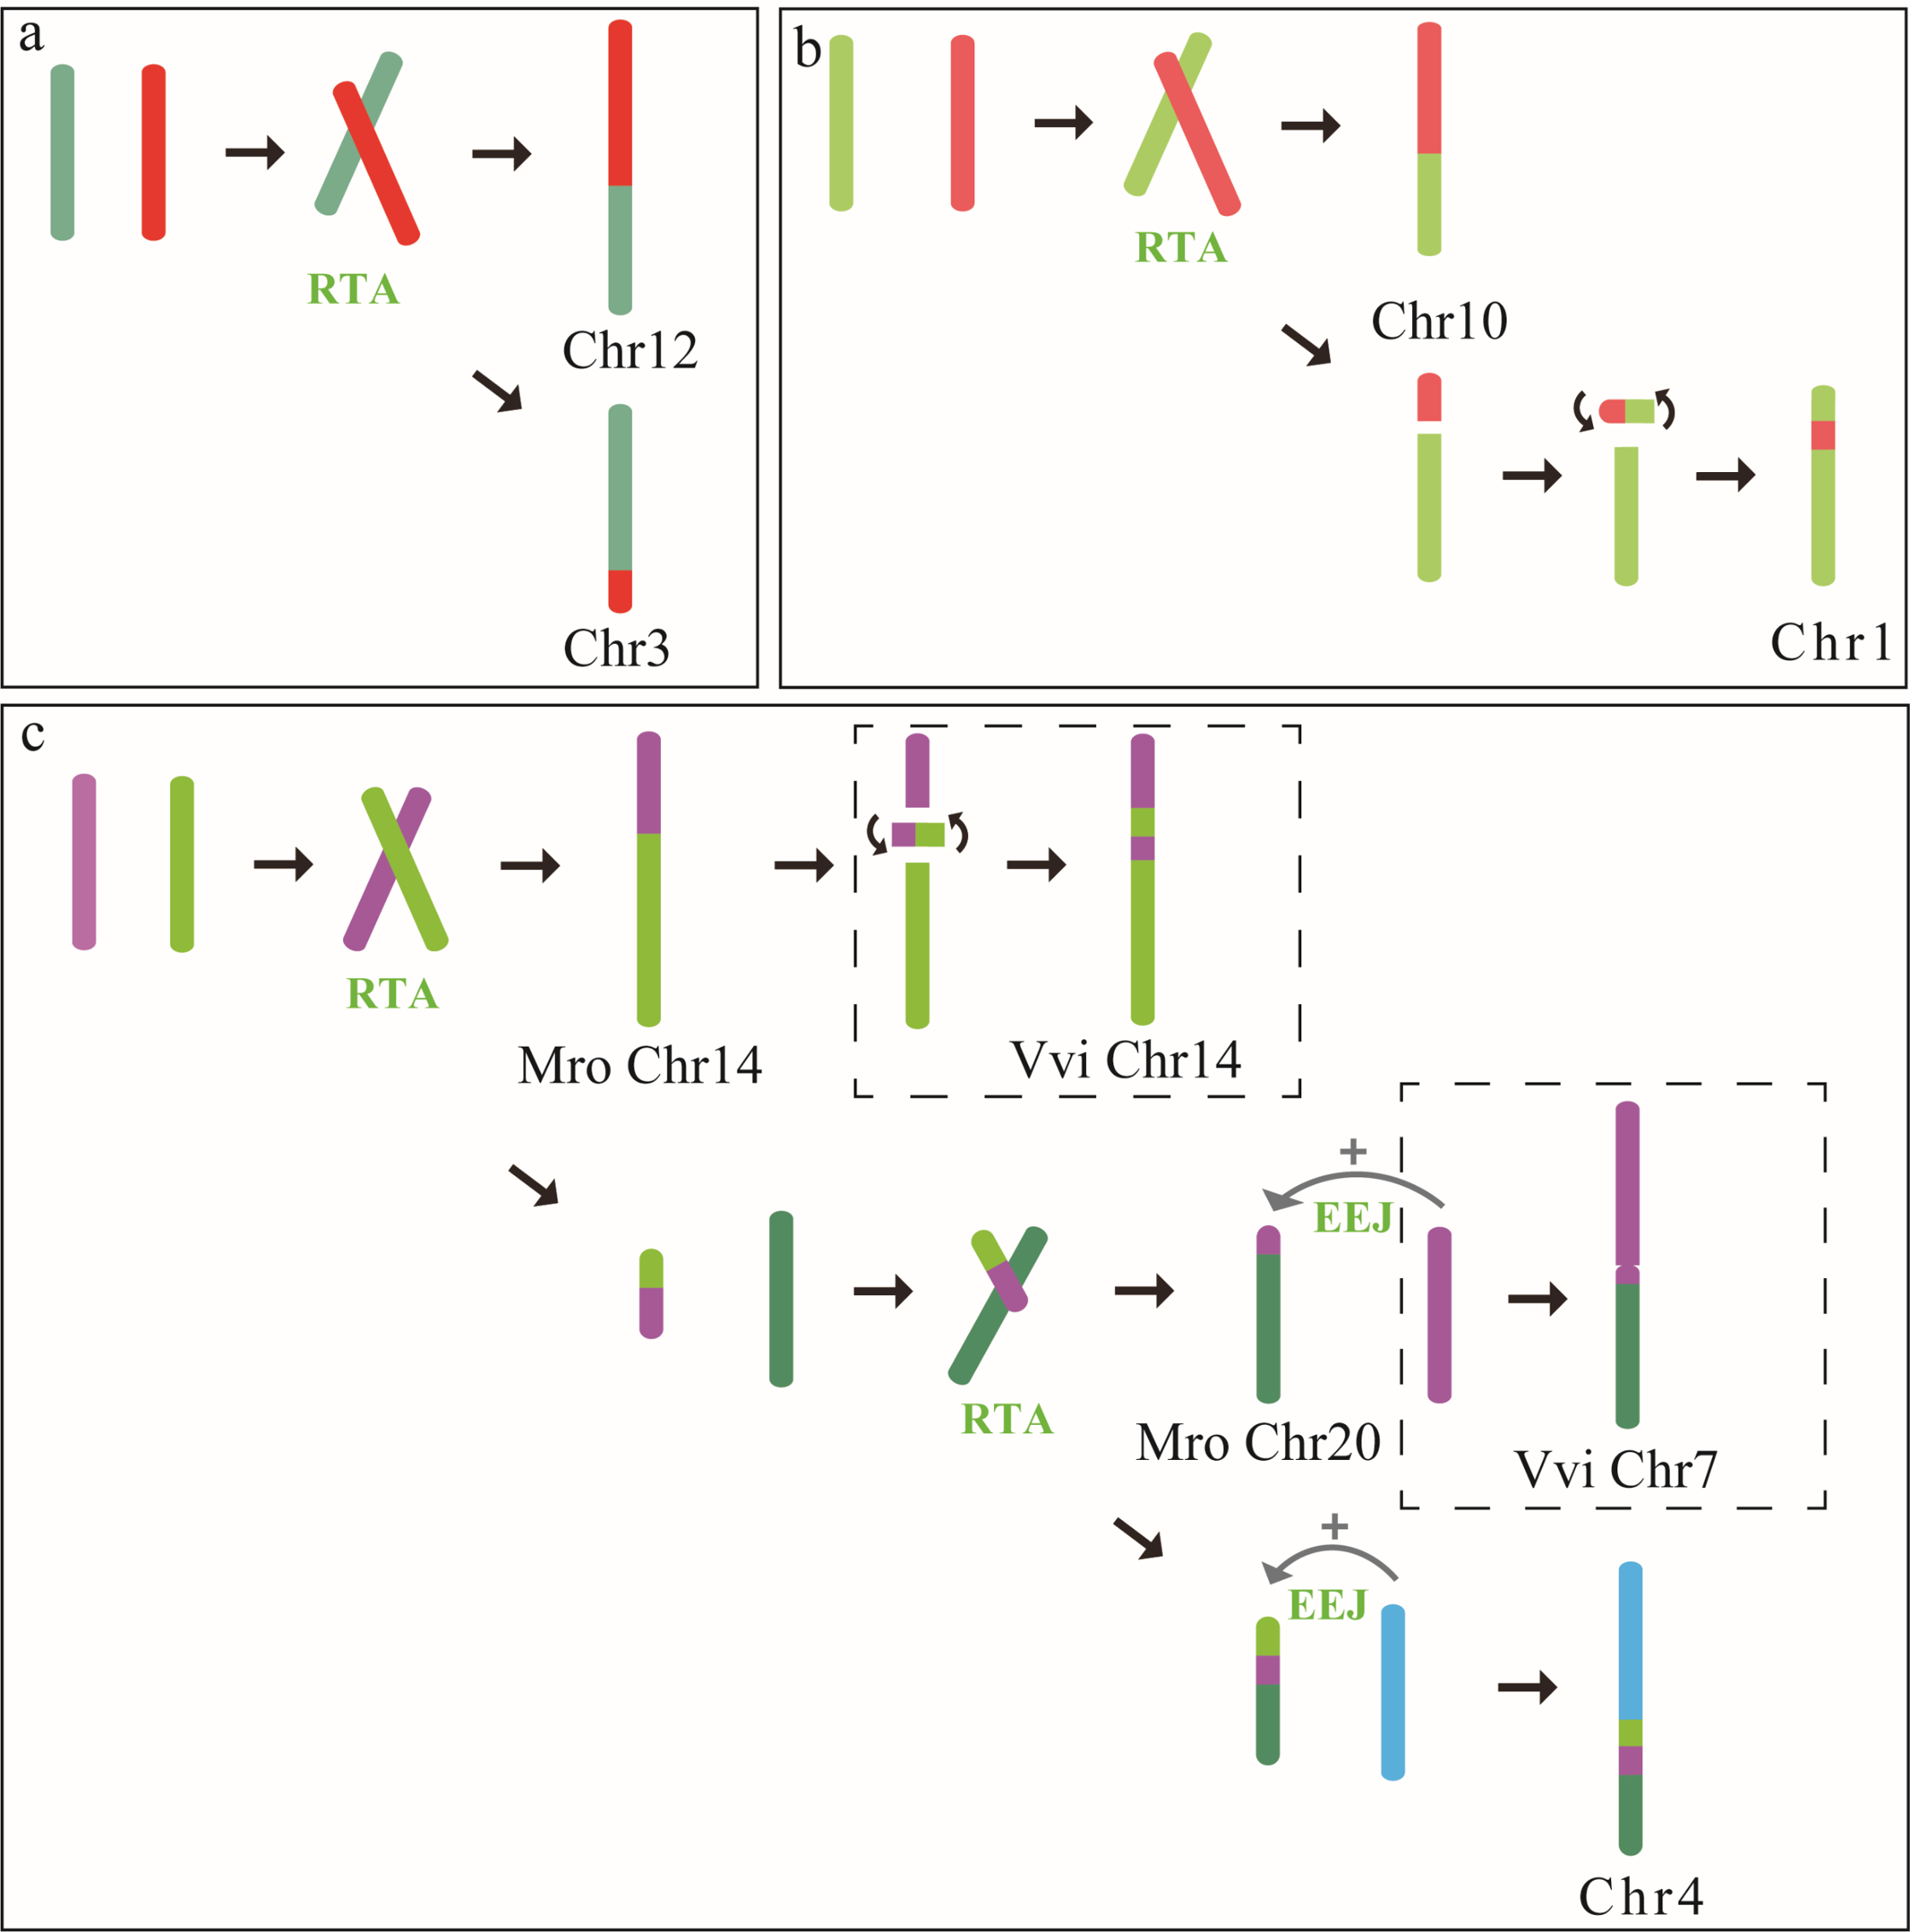 a
RTA
Chr12
Chr3
b
RTA
Chr10
Chr1
c
RTA
Mro Chr14
Vvi Chr14
+
EEJ
RTA
Mro Chr20
Vvi Chr7
+
EEJ
Chr4